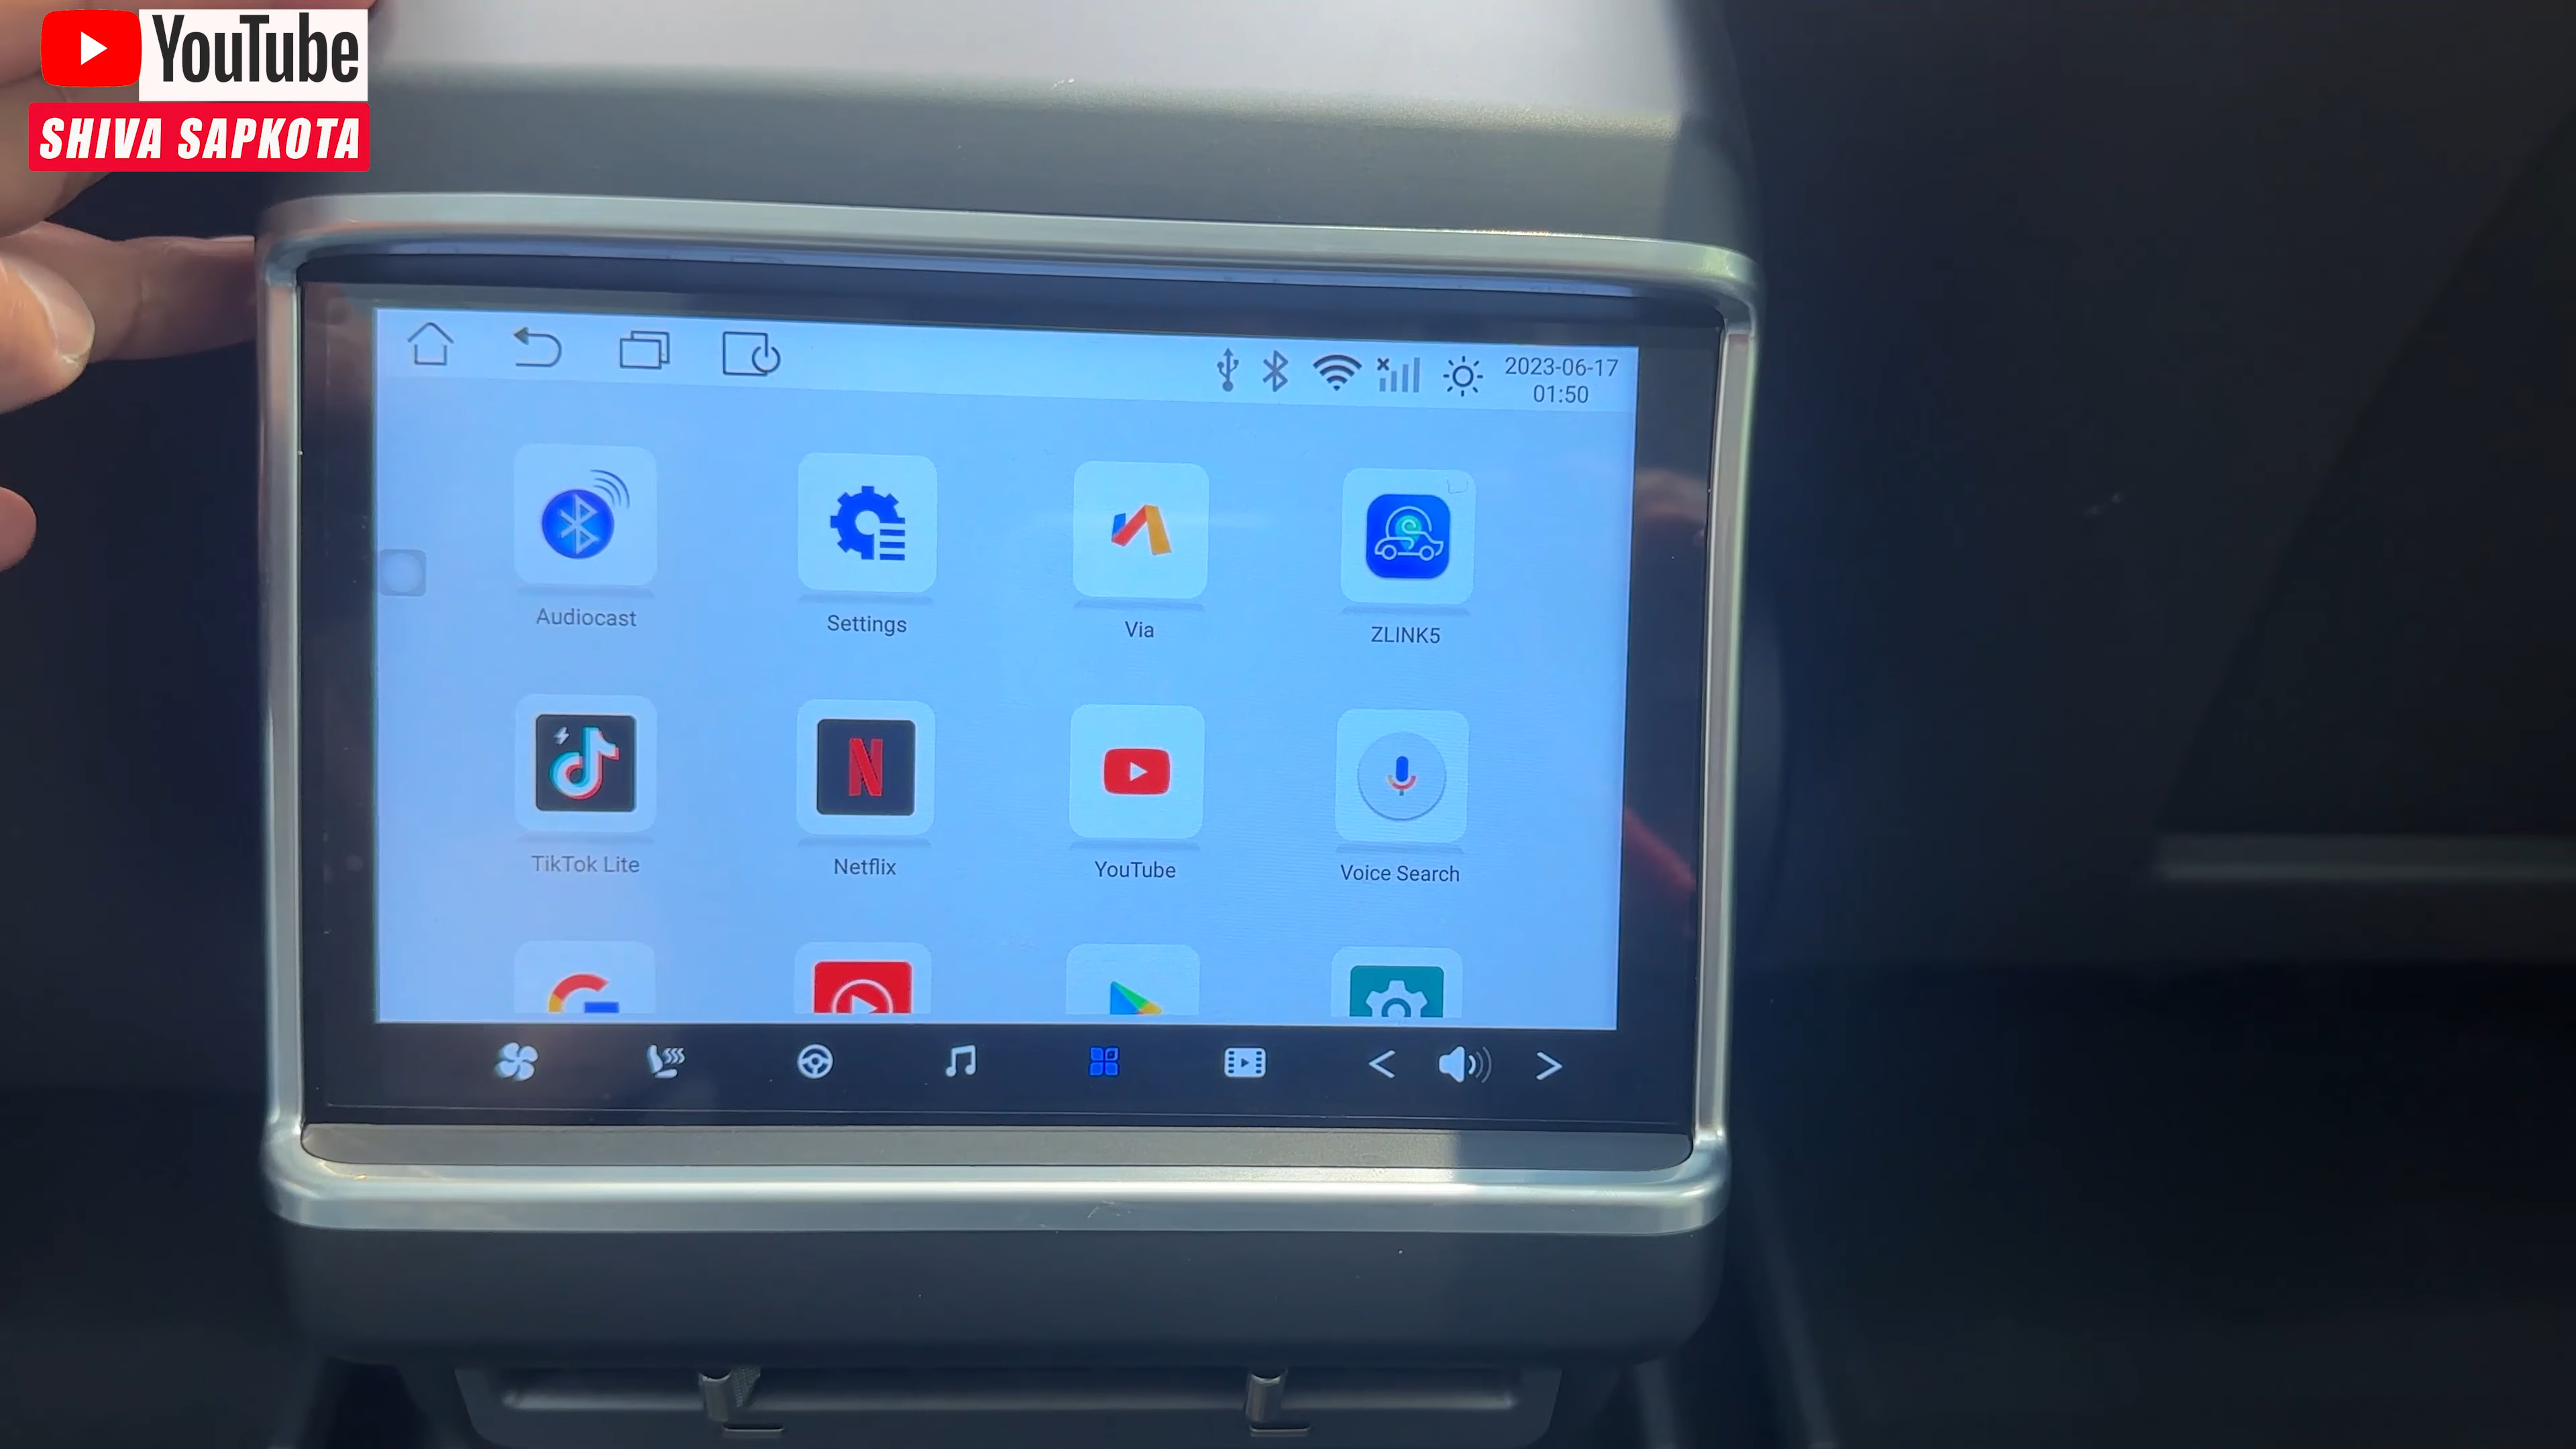 YouTube
SHIVA SAPKOTA
2023-06-17
01:50
Audiocast
Settings
Via
ZLINK5
TikTok Lite
Netflix
YouTube
Voice Search